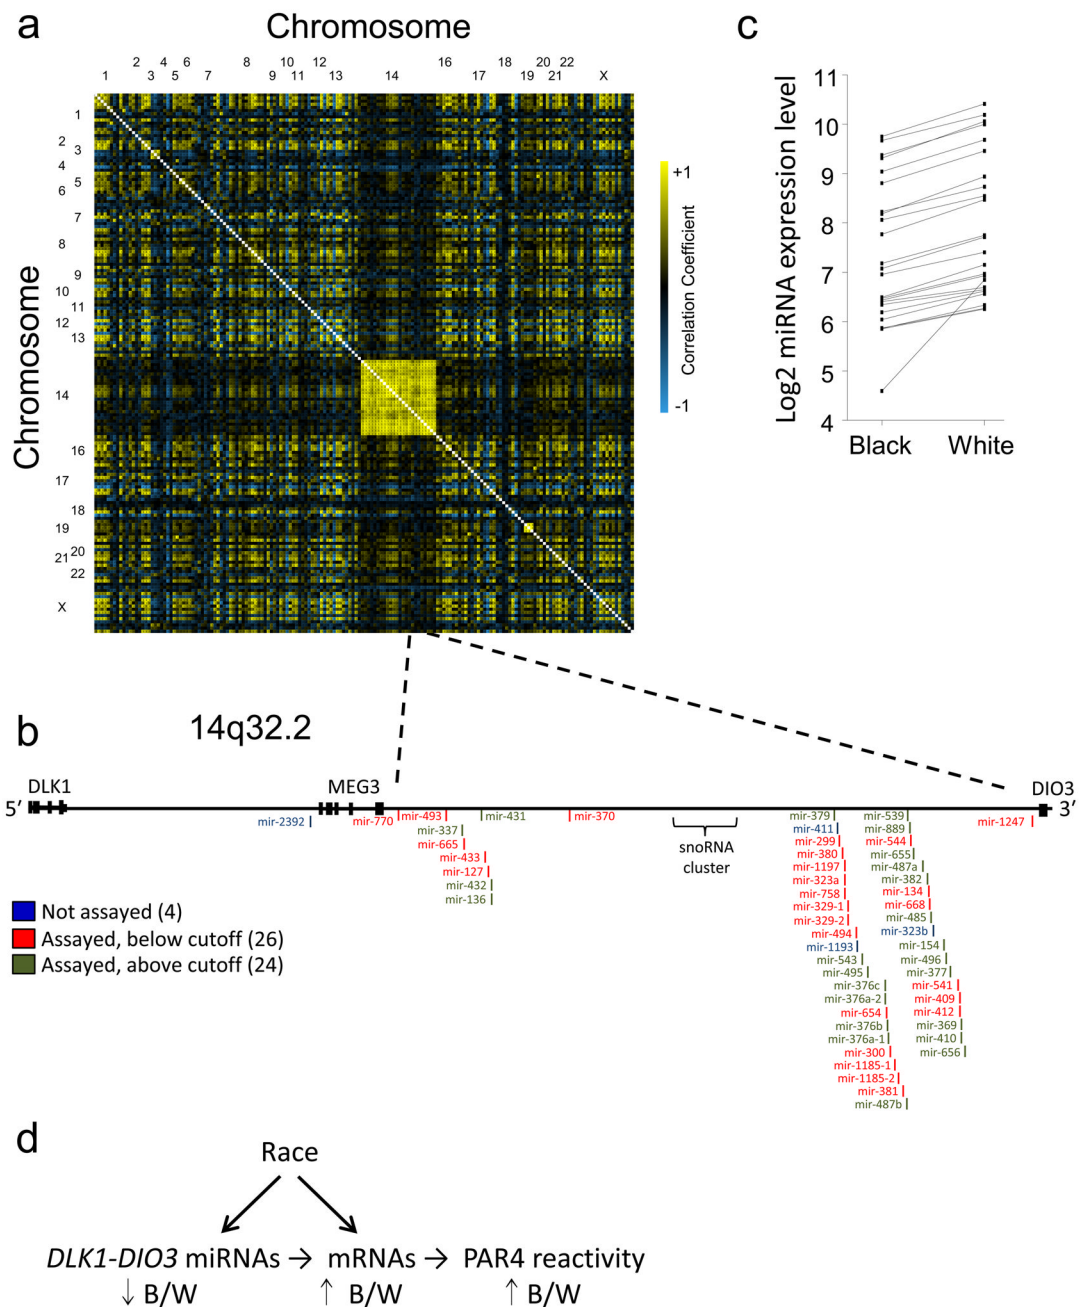 a
Chromosome
2 4 6 8 10 12 16 18 20 22
1 3 5 7 9 11 13 14 17 19 21 X
Chromosome
1
2
3
4
5
6
7
8
9
10
11
12
13
14
16
17
18
19
20
21
22
X
+1
Correlation Coefficient
-1
c
Log2 miRNA expression level
11
10
9
8
7
6
5
4
Black White
b
14q32.2
DLK1
MEG3
DIO3
5′
3′
mir-2392
mir-770
mir-493
mir-337
mir-665
mir-433
mir-127
mir-432
mir-136
mir-431
mir-370
snoRNA
cluster
mir-379
mir-411
mir-299
mir-380
mir-1197
mir-323a
mir-758
mir-329-1
mir-329-2
mir-494
mir-1193
mir-543
mir-495
mir-376c
mir-376a-2
mir-654
mir-376b
mir-376a-1
mir-300
mir-1185-1
mir-1185-2
mir-381
mir-487b
mir-539
mir-889
mir-544
mir-655
mir-487a
mir-382
mir-134
mir-668
mir-485
mir-323b
mir-154
mir-496
mir-377
mir-541
mir-409
mir-412
mir-369
mir-410
mir-656
mir-1247
Not assayed (4)
Assayed, below cutoff (26)
Assayed, above cutoff (24)
d
Race
DLK1-DIO3 miRNAs → mRNAs → PAR4 reactivity
↓ B/W ↑ B/W ↑ B/W